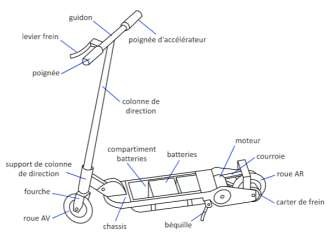 guidon
levier frein
poignée d'accélérateur
poignée
colonne de
direction
moteur
compartiment
batteries
batteries
courroie
support de colonne
de direction
roue AR
fourche
carter de frein
roue AV
chassis
béquille